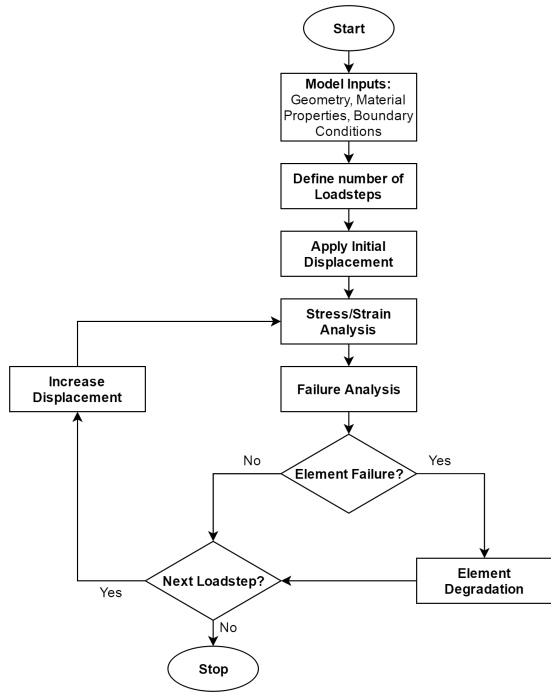 Start
Model Inputs:
Geometry, Material
Properties, Boundary
Conditions
Define number of
Loadsteps
Apply Initial
Displacement
Stress/Strain
Analysis
Increase
Displacement
Failure Analysis
Element Failure?
No
Yes
Next Loadstep?
Element
Degradation
Yes
No
Stop